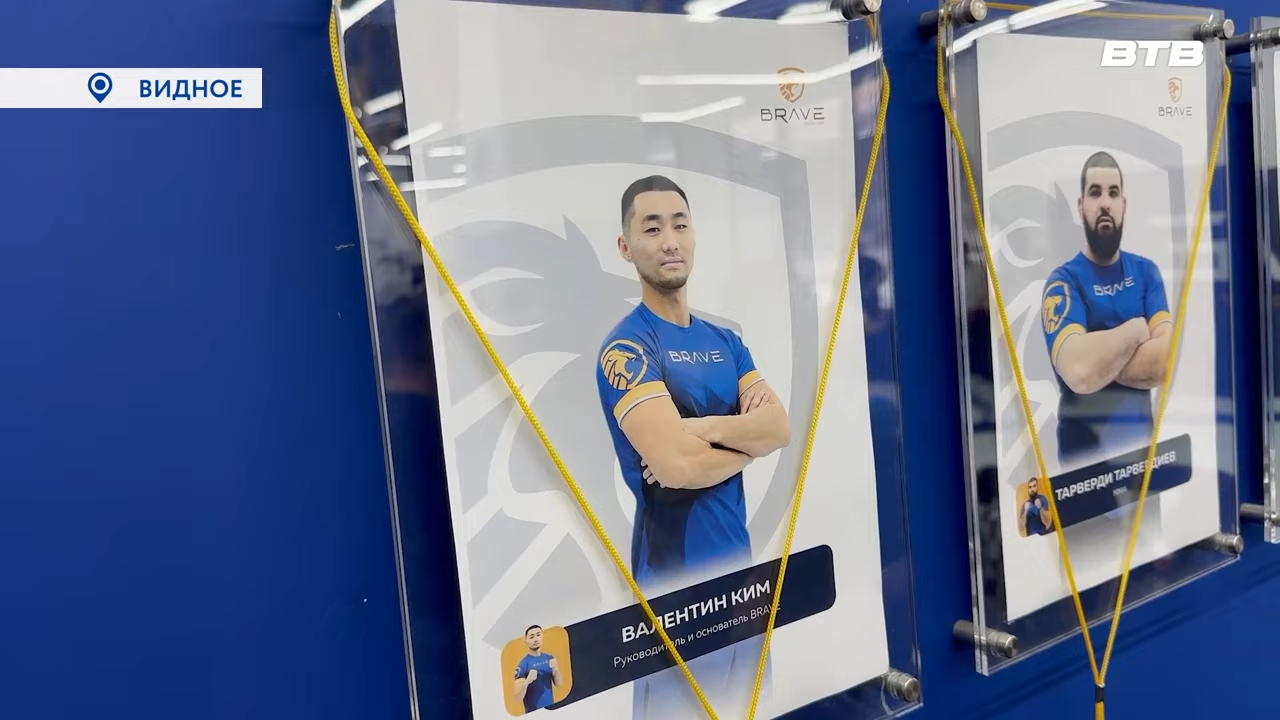 ВИДНОЕ
ВТВ
BRAVE
BRAVE
ВАЛЕНТИН КИМ
Руководитель и основатель BRAVE
BRAVE
BRAVE
ТАРВЕРДИ ТАРВЕРДИЕВ